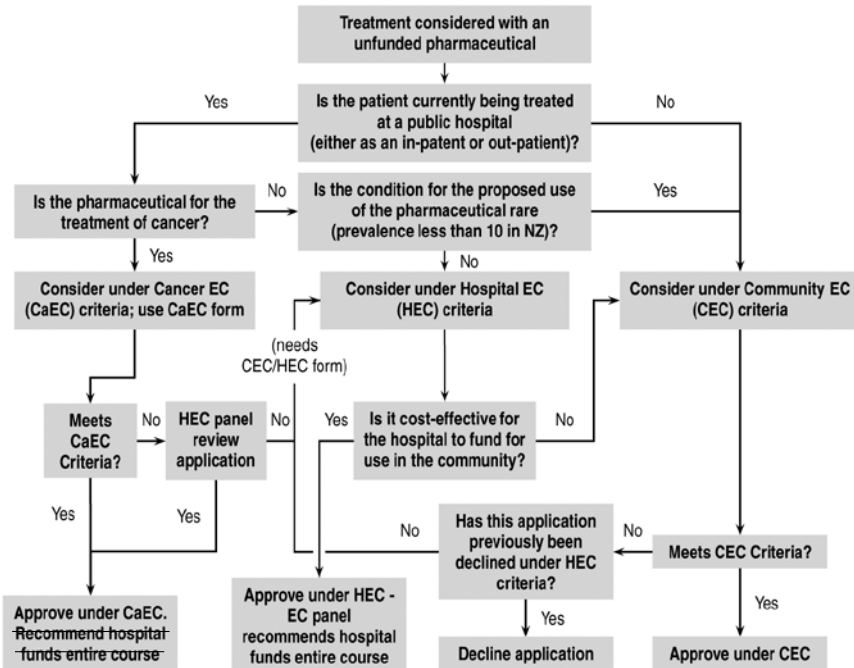 Treatment considered with an
unfunded pharmaceutical
Yes
Is the patient currently being treated
at a public hospital
(either as an in-patent or out-patient)?
No
Is the pharmaceutical for the
treatment of cancer?
No
Is the condition for the proposed use
of the pharmaceutical rare
(prevalence less than 10 in NZ)?
Yes
Yes
No
Consider under Cancer EC
(CaEC) criteria; use CaEC form
Consider under Hospital EC
(HEC) criteria
Consider under Community EC
(CEC) criteria
(needs
CEC/HEC form)
Meets
CaEC
Criteria?
No
HEC panel
review
application
No
Yes
Is it cost-effective for
the hospital to fund for
use in the community?
No
Yes
Yes
No
Has this application
previously been
declined under HEC
criteria?
No
Meets CEC Criteria?
Yes
Yes
Approve under CaEC.
Recommend hospital
funds entire course
Approve under HEC -
EC panel
recommends hospital
funds entire course
Decline application
Approve under CEC